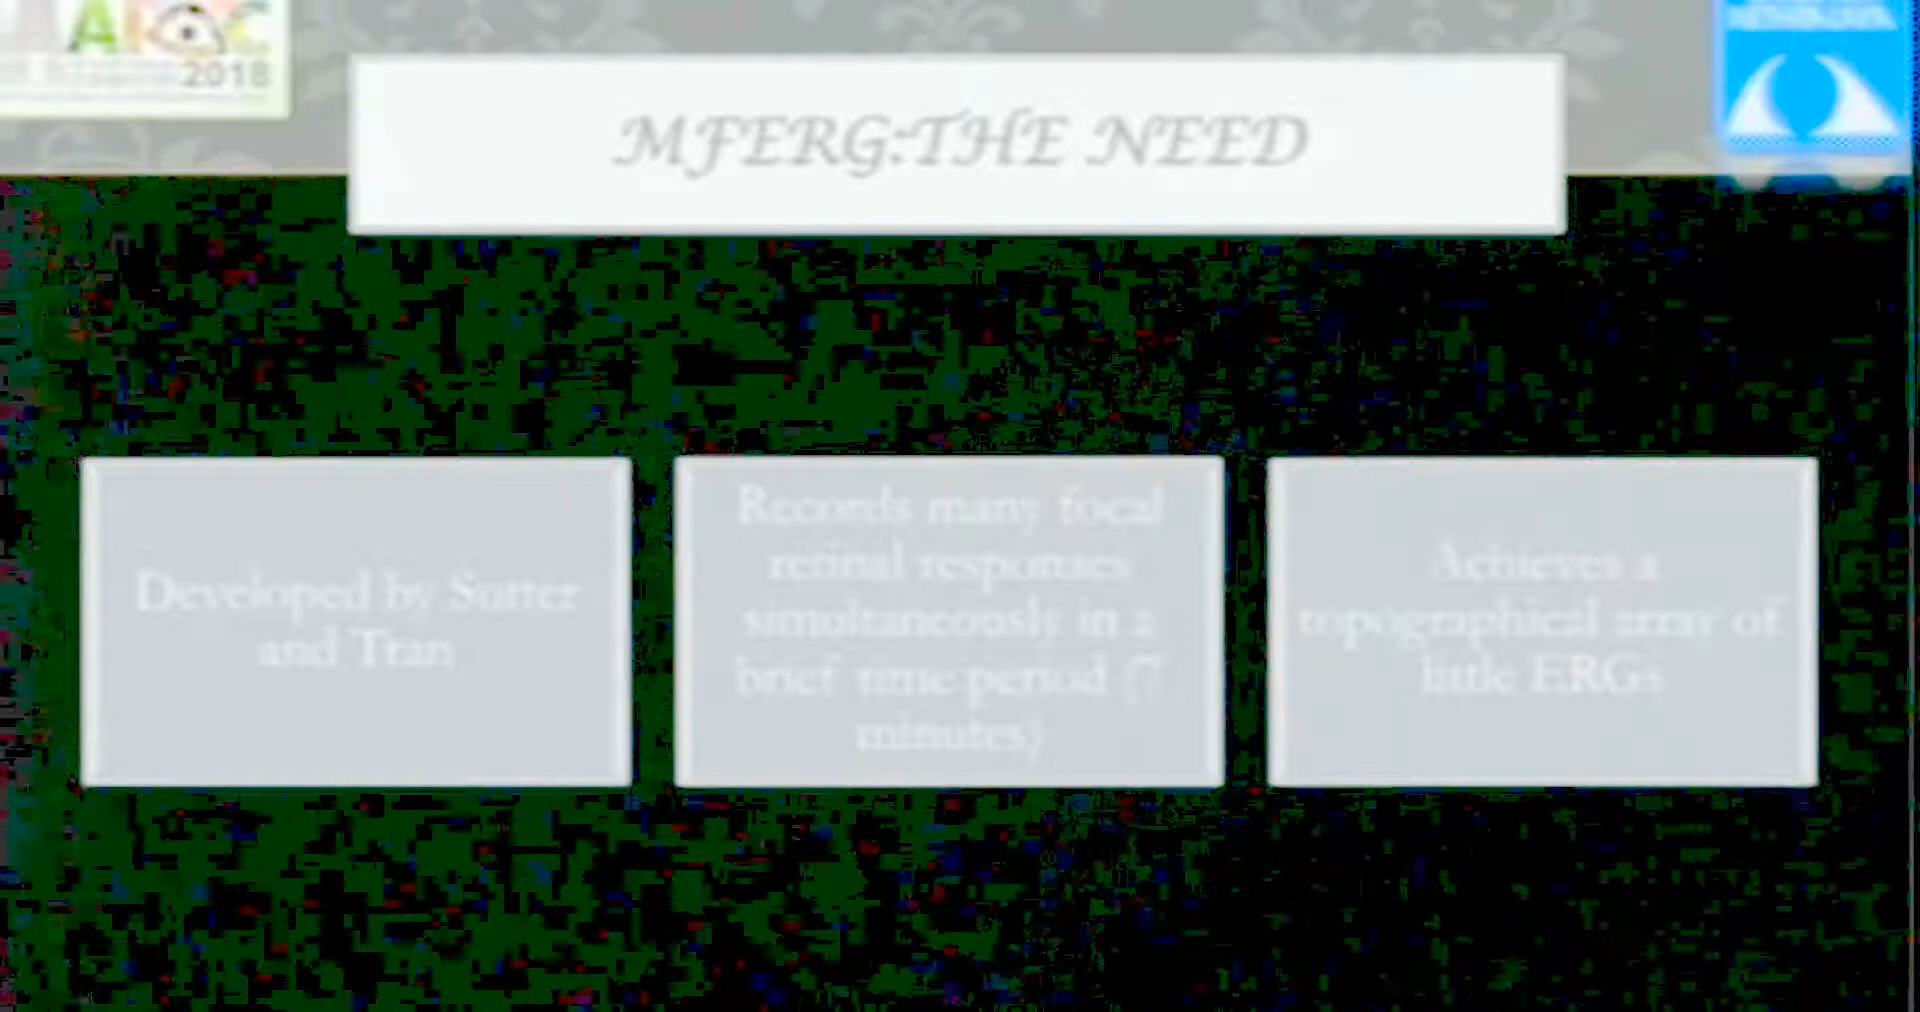 2018
MFERG:THE NEED
Developed by Sutter
and Tran
Records many focal
retinal responses
simultaneously in a
brief time period (7
minutes)
Achieves a
topographical array of
little ERGs